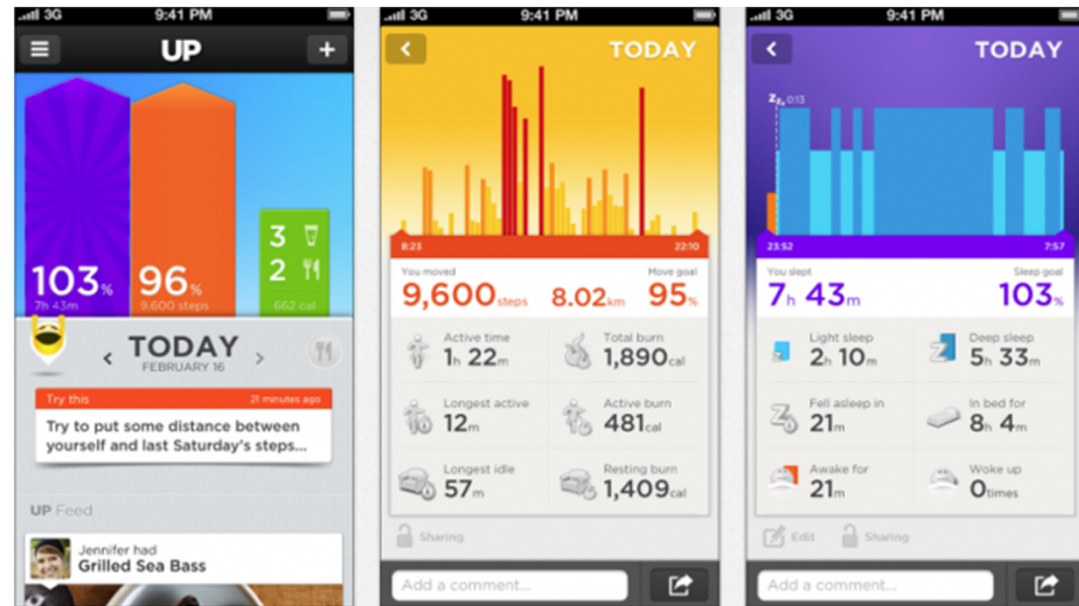 3G 9:41 PM
UP
+
103%
7h 43m
96%
9,600 steps
3
2
662 cal
TODAY
FEBRUARY 16
Try this 21 minutes ago
Try to put some distance between
yourself and last Saturday's steps...
UP Feed
Jennifer had
Grilled Sea Bass
3G 9:41 PM
TODAY
8:23 22:10
You moved Move goal
9,600 steps 8.02km 95%
Active time Total burn
1h 22m 1,890cal
Longest active Active burn
12m 481cal
Longest idle Resting burn
57m 1,409cal
Sharing
Add a comment...
3G 9:41 PM
TODAY
Zz, 0:13
23:52 7:57
You slept Sleep goal
7h 43m 103%
Light sleep Deep sleep
2h 10m 5h 33m
Fell asleep in In bed for
21m 8h 4m
Awake for Woke up
21m 0times
Edit Sharing
Add a comment...